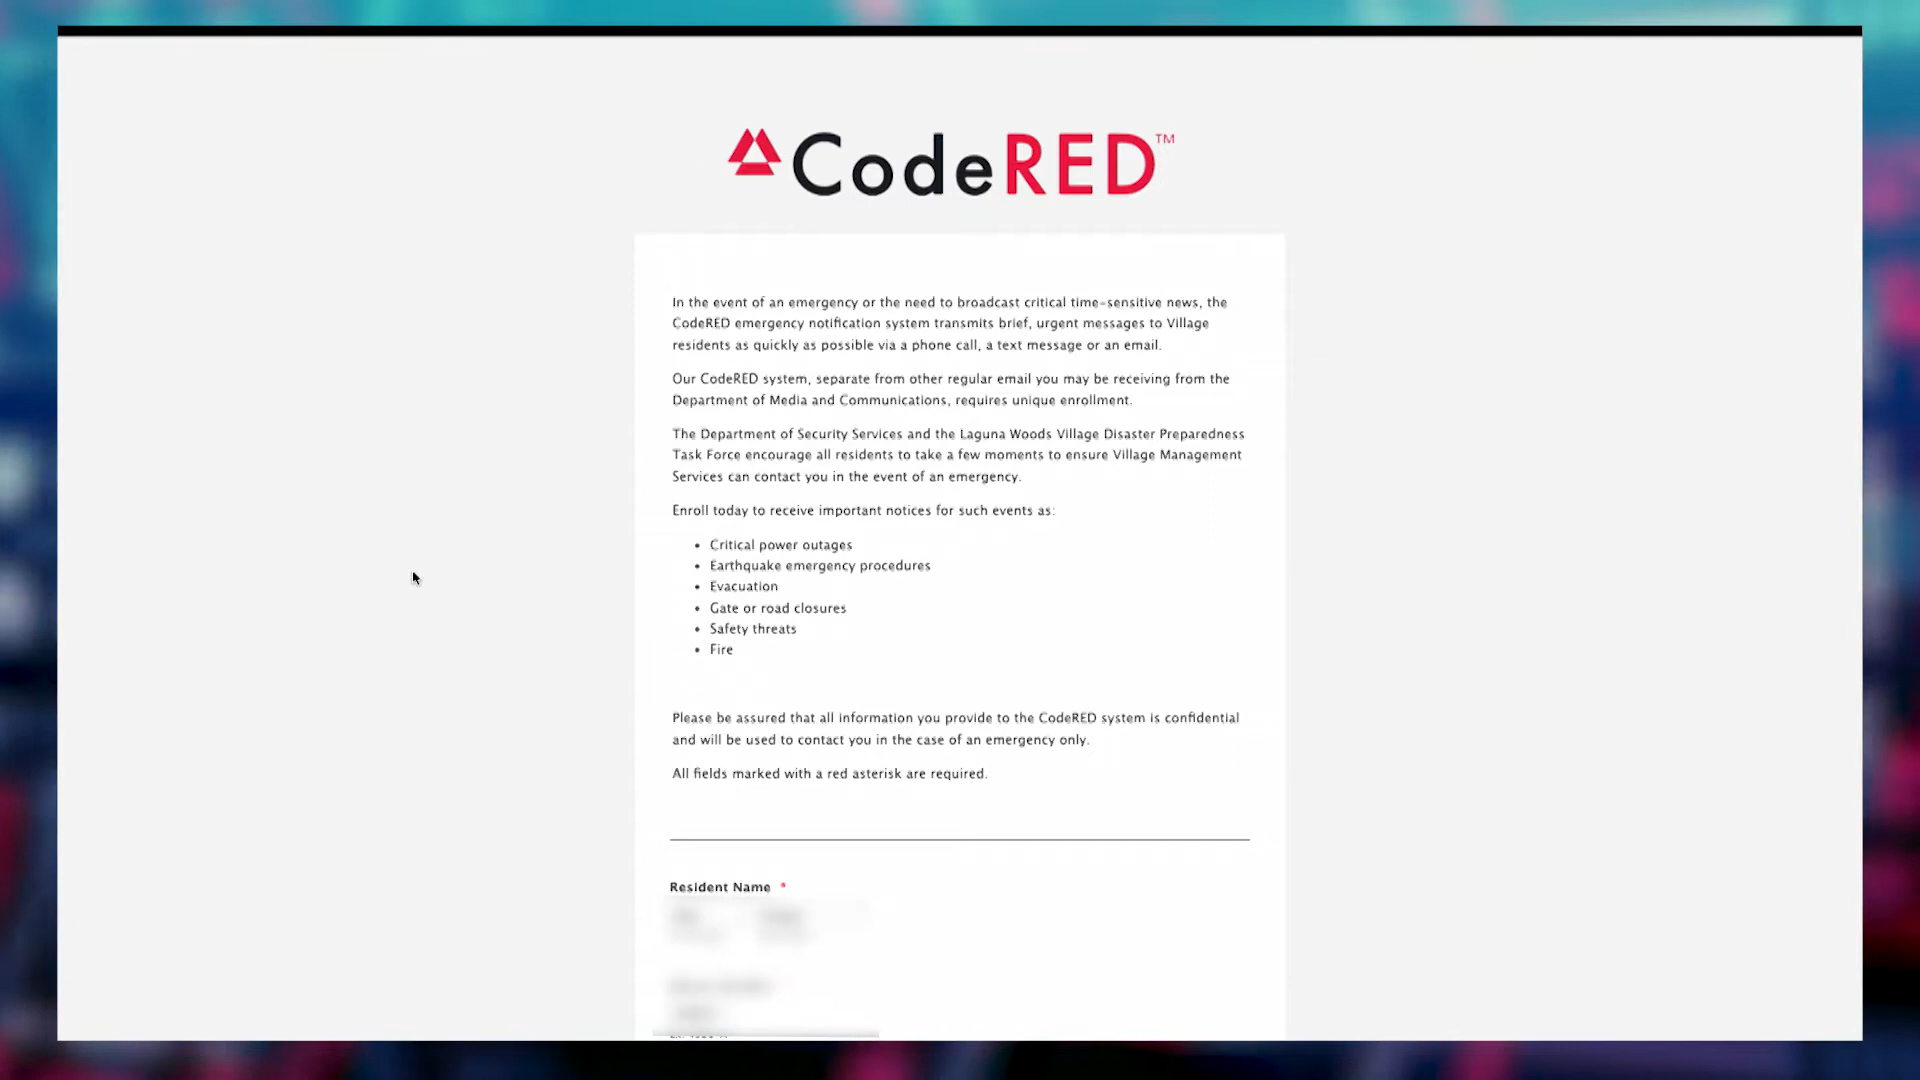 CodeRED™
In the event of an emergency or the need to broadcast critical time-sensitive news, the
CodeRED emergency notification system transmits brief, urgent messages to Village
residents as quickly as possible via a phone call, a text message or an email.
Our CodeRED system, separate from other regular email you may be receiving from the
Department of Media and Communications, requires unique enrollment.
The Department of Security Services and the Laguna Woods Village Disaster Preparedness
Task Force encourage all residents to take a few moments to ensure Village Management
Services can contact you in the event of an emergency.
Enroll today to receive important notices for such events as:
• Critical power outages
• Earthquake emergency procedures
• Evacuation
• Gate or road closures
• Safety threats
• Fire
Please be assured that all information you provide to the CodeRED system is confidential
and will be used to contact you in the case of an emergency only.
All fields marked with a red asterisk are required.
Resident Name *